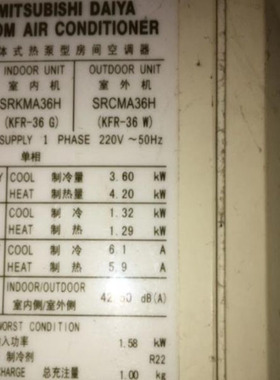 MITSUBISHI DAIYA
OM AIR CONDITIONER
体式热泵型房间空调器
INDOOR UNIT OUTDOOR UNIT
室内机 室外机
SRKMA36H SRCMA36H
(KFR-36 G) (KFR-36 W)
SUPPLY 1 PHASE 220V ~50Hz
单相
Y COOL 制冷量 3.60 kW
HEAT 制热量 4.20 kW
COOL 制冷 1.32 kW
HEAT 制热 1.29 kW
COOL 制冷 6.1 A
HEAT 制热 5.9 A
INDOOR/OUTDOOR
室内侧/室外侧 dB(A)
WORST CONDITION
入功率 1.58 kW
制冷剂 R22
CHARGE 总充注量 1.00 kg